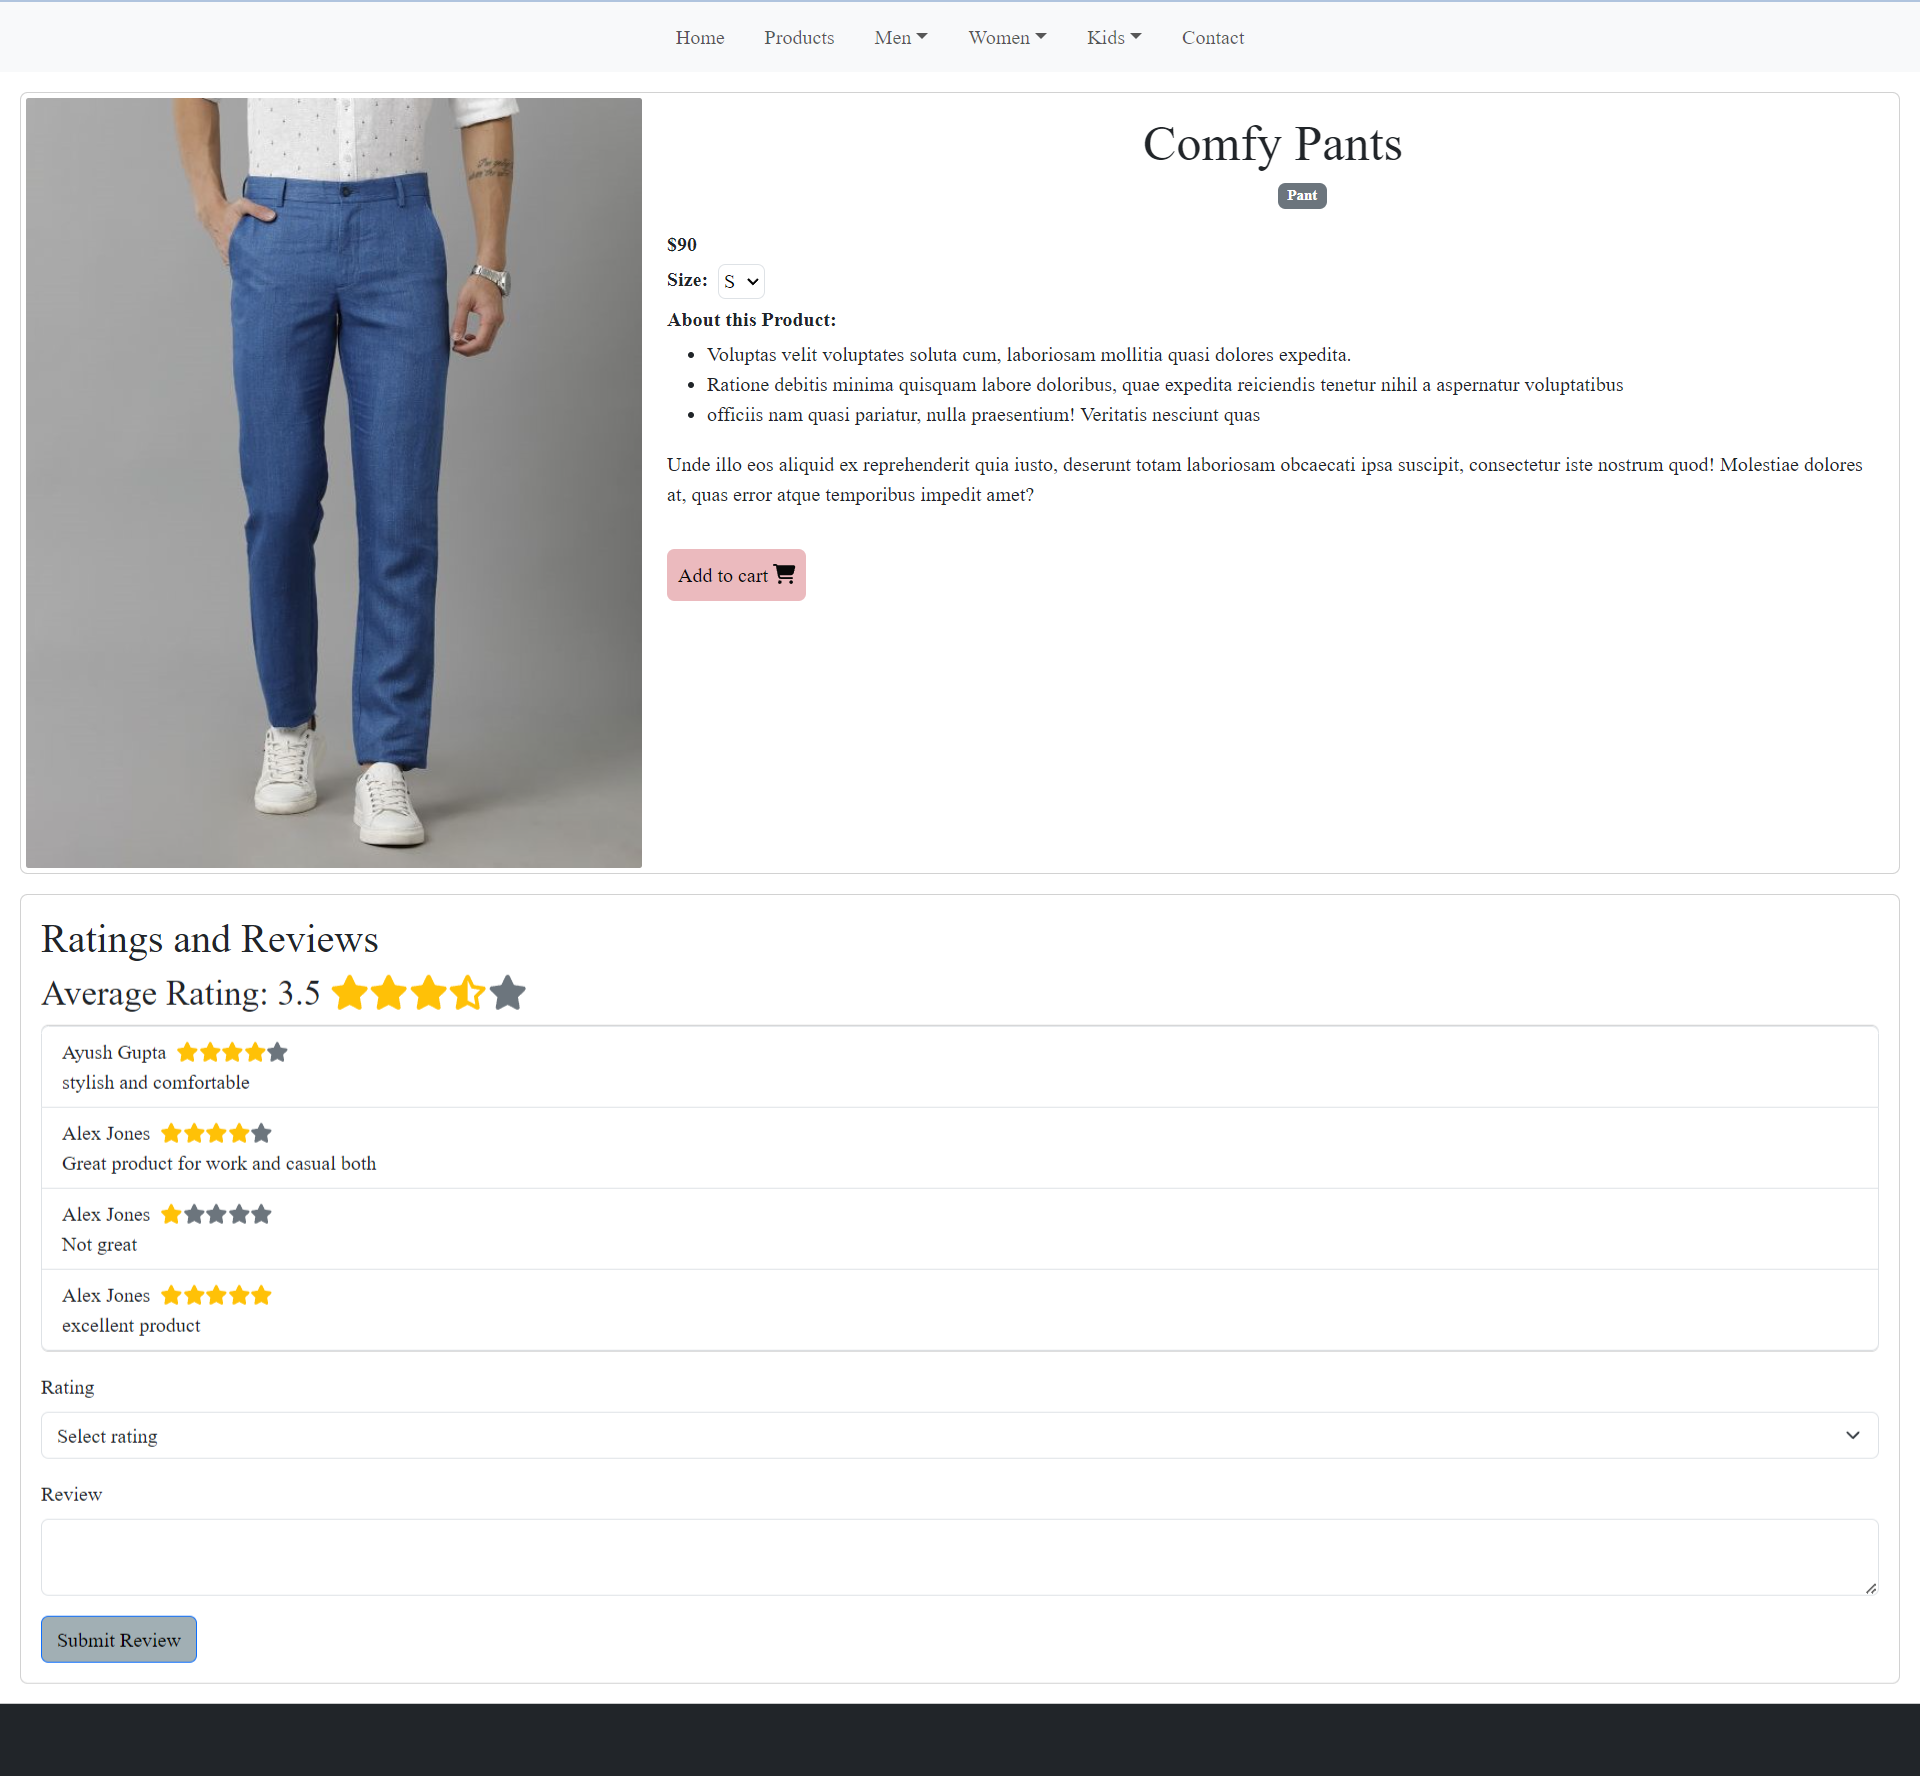 Home Products Men Women Kids Contact
Comfy Pants
Pant
$90
Size: S
About this Product:
• Voluptas velit voluptates soluta cum, laboriosam mollitia quasi dolores expedita.
• Ratione debitis minima quisquam labore doloribus, quae expedita reiciendis tenetur nihil a aspernatur voluptatibus
• officiis nam quasi pariatur, nulla praesentium! Veritatis nesciunt quas
Unde illo eos aliquid ex reprehenderit quia iusto, deserunt totam laboriosam obcaecati ipsa suscipit, consectetur iste nostrum quod! Molestiae dolores
at, quas error atque temporibus impedit amet?
Add to cart
Ratings and Reviews
Average Rating: 3.5
Ayush Gupta
stylish and comfortable
Alex Jones
Great product for work and casual both
Alex Jones
Not great
Alex Jones
excellent product
Rating
Select rating
Review
Submit Review